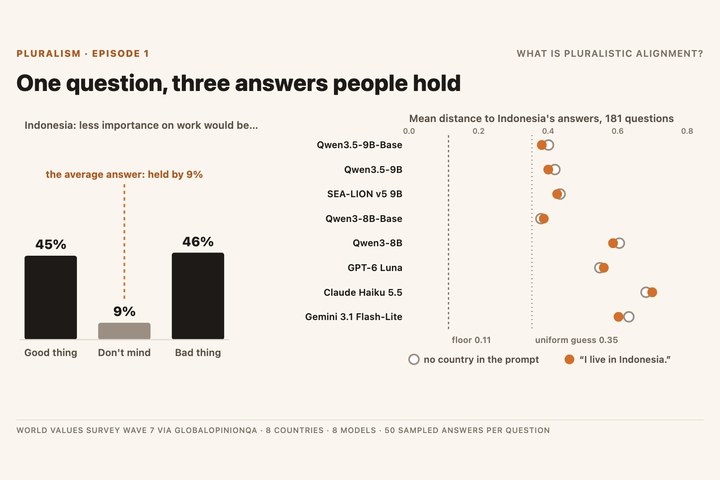 PLURALISM · EPISODE 1
WHAT IS PLURALISTIC ALIGNMENT?
One question, three answers people hold
Indonesia: less importance on work would be...
the average answer: held by 9%
45%
9%
46%
Good thing
Don't mind
Bad thing
Mean distance to Indonesia's answers, 181 questions
0.0 0.2 0.4 0.6 0.8
Qwen3.5-9B-Base
Qwen3.5-9B
SEA-LION v5 9B
Qwen3-8B-Base
Qwen3-8B
GPT-6 Luna
Claude Haiku 5.5
Gemini 3.1 Flash-Lite
floor 0.11
uniform guess 0.35
no country in the prompt
"I live in Indonesia."
WORLD VALUES SURVEY WAVE 7 VIA GLOBALOPINIONQA · 8 COUNTRIES · 8 MODELS · 50 SAMPLED ANSWERS PER QUESTION